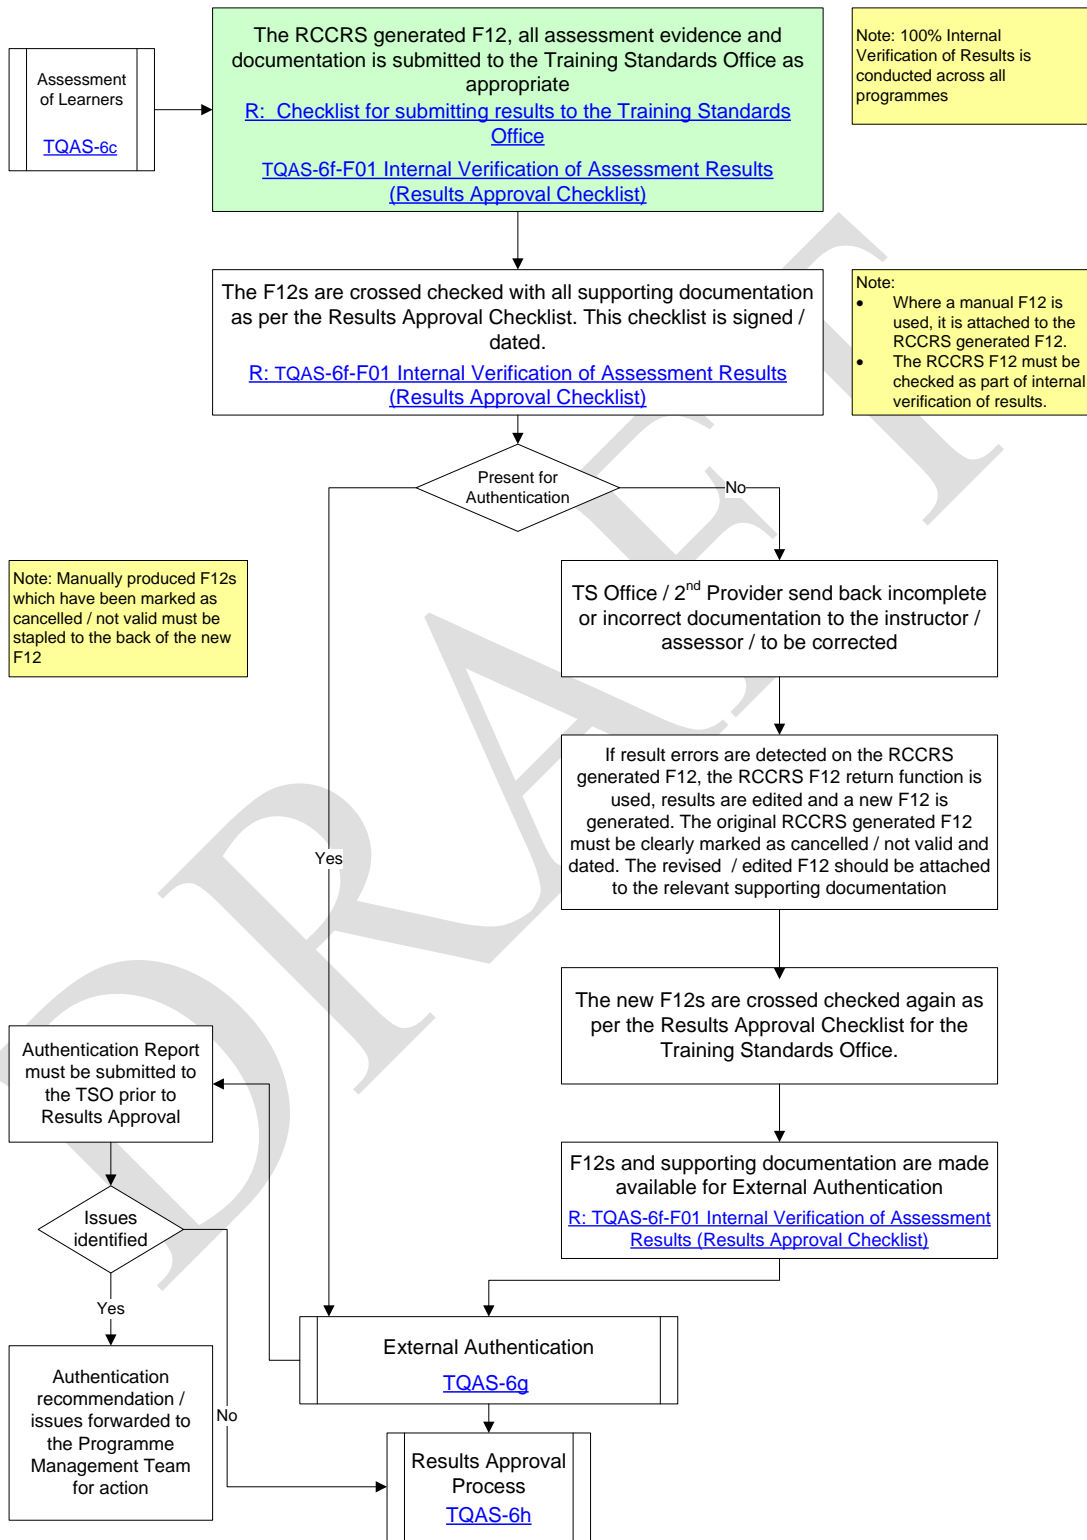 The RCCRS generated F12, all assessment evidence and
documentation is submitted to the Training Standards Office as
appropriate
R:  Checklist for submitting results to the Training Standards
Office
TQAS-6f-F01 Internal Verification of Assessment Results
(Results Approval Checklist)
Note: 100% Internal
Verification of Results is
conducted across all
programmes
Assessment
of Learners
TQAS-6c
The F12s are crossed checked with all supporting documentation
as per the Results Approval Checklist. This checklist is signed /
dated.
R: TQAS-6f-F01 Internal Verification of Assessment Results
(Results Approval Checklist)
Note:
• Where a manual F12 is
used, it is attached to the
RCCRS generated F12.
• The RCCRS F12 must be
checked as part of internal
verification of results.
Present for
Authentication
No
Note: Manually produced F12s
which have been marked as
cancelled / not valid must be
stapled to the back of the new
F12
TS Office / 2nd Provider send back incomplete
or incorrect documentation to the instructor /
assessor / to be corrected
If result errors are detected on the RCCRS
generated F12, the RCCRS F12 return function is
used, results are edited and a new F12 is
generated. The original RCCRS generated F12
must be clearly marked as cancelled / not valid and
dated. The revised  / edited F12 should be attached
to the relevant supporting documentation
Yes
The new F12s are crossed checked again as
per the Results Approval Checklist for the
Training Standards Office.
Authentication Report
must be submitted to
the TSO prior to
Results Approval
F12s and supporting documentation are made
available for External Authentication
R: TQAS-6f-F01 Internal Verification of Assessment
Results (Results Approval Checklist)
Issues
identified
Yes
No
External Authentication
TQAS-6g
Authentication
recommendation /
issues forwarded to
the Programme
Management Team
for action
Results Approval
Process
TQAS-6h
DRAFT